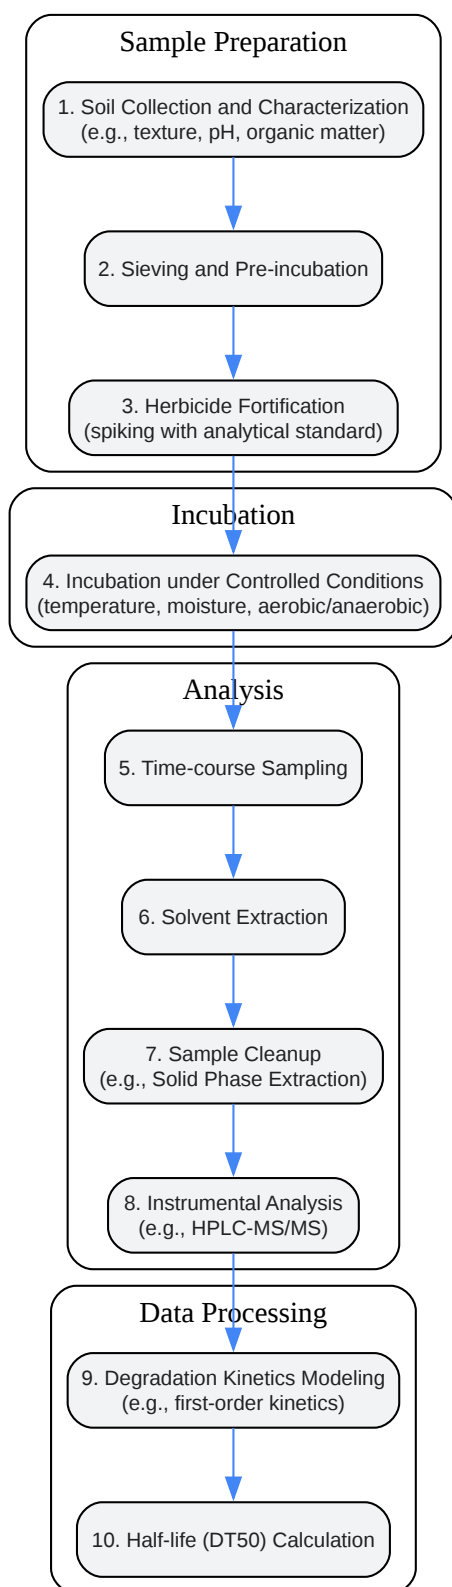 Sample Preparation
1. Soil Collection and Characterization
(e.g., texture, pH, organic matter)
2. Sieving and Pre-incubation
3. Herbicide Fortification
(spiking with analytical standard)
Incubation
4. Incubation under Controlled Conditions
(temperature, moisture, aerobic/anaerobic)
Analysis
5. Time-course Sampling
6. Solvent Extraction
7. Sample Cleanup
(e.g., Solid Phase Extraction)
8. Instrumental Analysis
(e.g., HPLC-MS/MS)
Data Processing
9. Degradation Kinetics Modeling
(e.g., first-order kinetics)
10. Half-life (DT50) Calculation